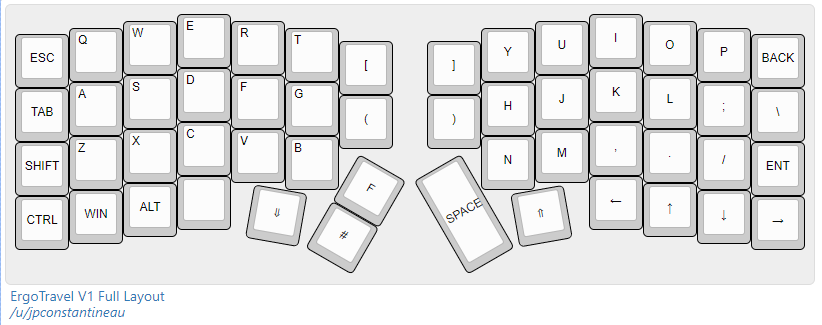 ESC Q W E R T [ ] Y U I O P BACK
TAB A S D F G ( ) H J K L ; \
SHIFT Z X C V B N M , . / ENT
CTRL WIN ALT ⇓ F SPACE ⇑ ← ↑ ↓ →
#
ErgoTravel V1 Full Layout
/u/jpconstantineau